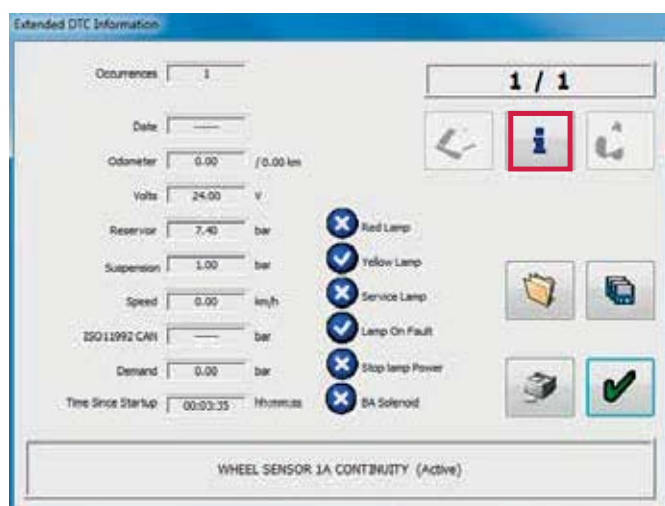 Extended DTC Information
Occurrences 1
1 / 1
Date -----
Odometer 0.00 / 0.00 km
Volts 24.00 V
Reservoir 7.40 bar
Red Lamp
Suspension 1.00 bar
Yellow Lamp
Speed 0.00 km/h
Service Lamp
ISO11992 CAN ----- bar
Lamp On Fault
Demand 0.00 bar
Stop lamp Power
Time Since Startup 00:03:35 hh:mm:ss
BA Solenoid
WHEEL SENSOR 1A CONTINUITY (Active)